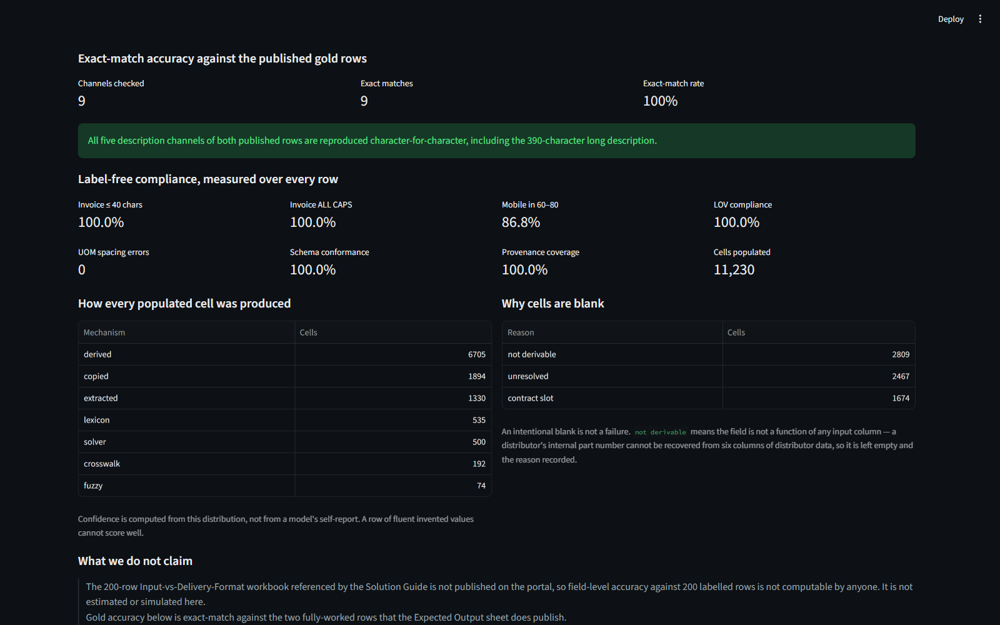 Deploy
Exact-match accuracy against the published gold rows
Channels checked
Exact matches
Exact-match rate
9
9
100%
All five description channels of both published rows are reproduced character-for-character, including the 390-character long description.
Label-free compliance, measured over every row
Invoice ≤ 40 chars
Invoice ALL CAPS
Mobile in 60–80
LOV compliance
100.0%
100.0%
86.8%
100.0%
UOM spacing errors
Schema conformance
Provenance coverage
Cells populated
0
100.0%
100.0%
11,230
How every populated cell was produced
Mechanism Cells
derived 6705
copied 1894
extracted 1330
lexicon 535
solver 500
crosswalk 192
fuzzy 74
Confidence is computed from this distribution, not from a model's self-report. A row of fluent invented values
cannot score well.
Why cells are blank
Reason Cells
not derivable 2809
unresolved 2467
contract slot 1674
An intentional blank is not a failure. not derivable means the field is not a function of any input column — a
distributor's internal part number cannot be recovered from six columns of distributor data, so it is left empty and
the reason recorded.
What we do not claim
The 200-row Input-vs-Delivery-Format workbook referenced by the Solution Guide is not published on the portal, so field-level accuracy against 200 labelled rows is not computable by anyone. It is not
estimated or simulated here.
Gold accuracy below is exact-match against the two fully-worked rows that the Expected Output sheet does publish.